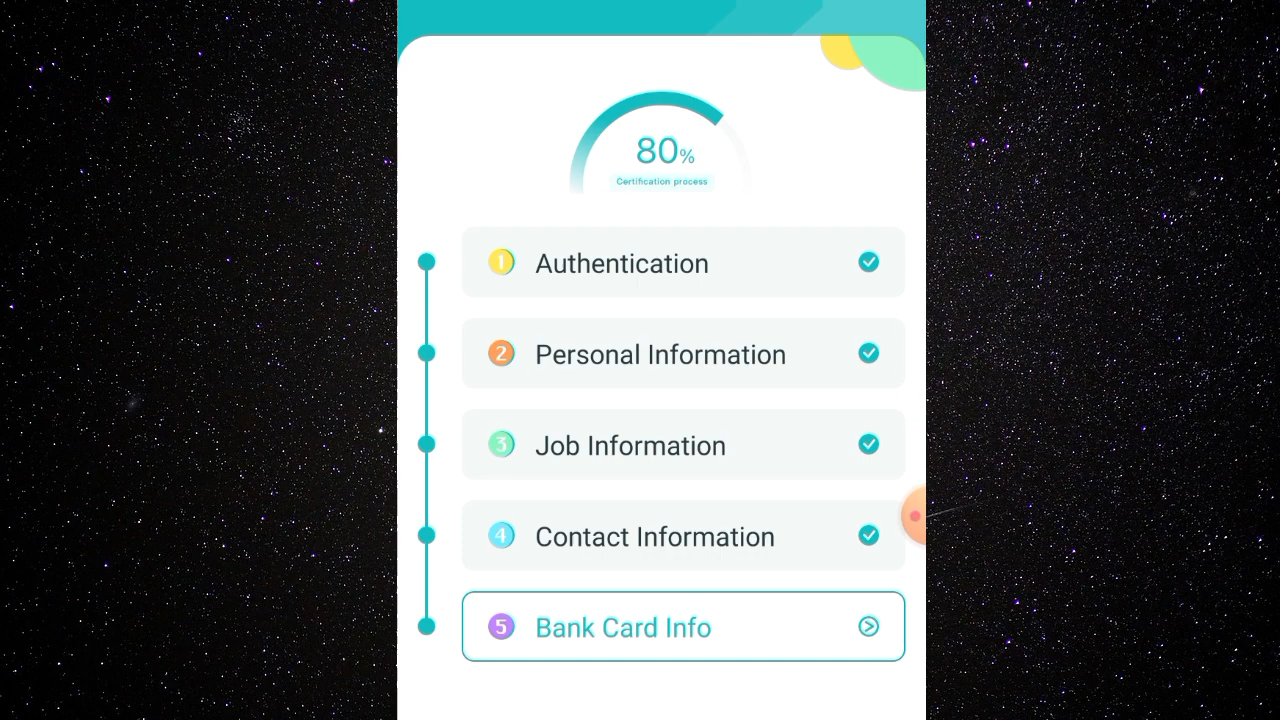 80%
Certification process
1 Authentication
2 Personal Information
3 Job Information
4 Contact Information
5 Bank Card Info